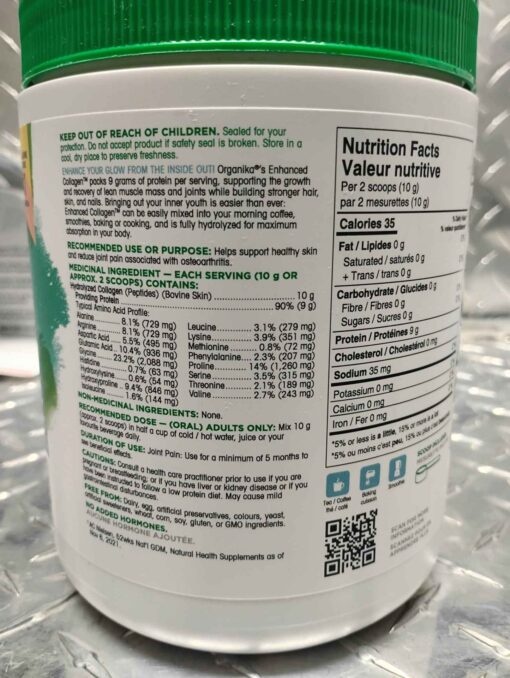 KEEP OUT OF REACH OF CHILDREN. Sealed for your
protection. Do not accept product if safety seal is broken. Store in a
cool, dry place to preserve freshness.
ENHANCE YOUR GLOW FROM THE INSIDE OUT! Organika®'s Enhanced
Collagen™ packs 9 grams of protein per serving, supporting the growth
and recovery of lean muscle mass and joints while building stronger hair,
skin, and nails. Bringing out your inner youth is easier than ever:
Enhanced Collagen™ can be easily mixed into your morning coffee,
smoothies, baking or cooking, and is fully hydrolyzed for maximum
absorption in your body.
RECOMMENDED USE OR PURPOSE: Helps support healthy skin
and reduce joint pain associated with osteoarthritis.
MEDICINAL INGREDIENT — EACH SERVING (10 g OR
APPROX. 2 SCOOPS) CONTAINS:
Hydrolyzed Collagen (Peptides) (Bovine Skin) 10 g
Providing Protein 90% (9 g)
Typical Amino Acid Profile:
Alanine 8.1% (729 mg)
Arginine 8.1% (729 mg)
Aspartic Acid 5.5% (495 mg)
Glutamic Acid 10.4% (936 mg)
Glycine 23.2% (2,088 mg)
Histidine 0.7% (63 mg)
Hydroxylysine 0.6% (54 mg)
Hydroxyproline 9.4% (846 mg)
Isoleucine 1.6% (144 mg)
Leucine 3.1% (279 mg)
Lysine 3.9% (351 mg)
Methionine 0.8% (72 mg)
Phenylalanine 2.3% (207 mg)
Proline 14% (1,260 mg)
Serine 3.5% (315 mg)
Threonine 2.1% (189 mg)
Valine 2.7% (243 mg)
NON-MEDICINAL INGREDIENTS: None.
RECOMMENDED DOSE – (ORAL) ADULTS ONLY: Mix 10 g
(approx. 2 scoops) in half a cup of cold / hot water, juice or your
favourite beverage daily.
DURATION OF USE: Joint Pain: Use for a minimum of 5 months to
see beneficial effects.
CAUTIONS: Consult a health care practitioner prior to use if you are
pregnant or breastfeeding; or if you have liver or kidney disease or if you
have been instructed to follow a low protein diet. May cause mild
gastrointestinal disturbances.
FREE FROM: Dairy, egg, artificial preservatives, colours, yeast,
artificial sweeteners, wheat, corn, soy, gluten, or GMO ingredients.
NO ADDED HORMONES.
AUCUNE HORMONE AJOUTÉE.
AC Nielsen, 52wks Nat'l GDM, Natural Health Supplements as of
Nov 6, 2021.
Nutrition Facts
Valeur nutritive
Per 2 scoops (10 g)
par 2 mesurettes (10 g)
Calories 35
Fat / Lipides 0 g
Saturated / saturés 0 g
+ Trans / trans 0 g
Carbohydrate / Glucides 0 g
Fibre / Fibres 0 g
Sugars / Sucres 0 g
Protein / Protéines 9 g
Cholesterol / Cholestérol 0 mg
Sodium 35 mg
Potassium 0 mg
Calcium 0 mg
Iron / Fer 0 mg
*5% or less is a little, 15% or more is a lot
*5% ou moins c'est peu, 15% ou plus
Tea / Coffee
thé / café
Baking
cuisson
Smoothie
SCAN FOR MORE